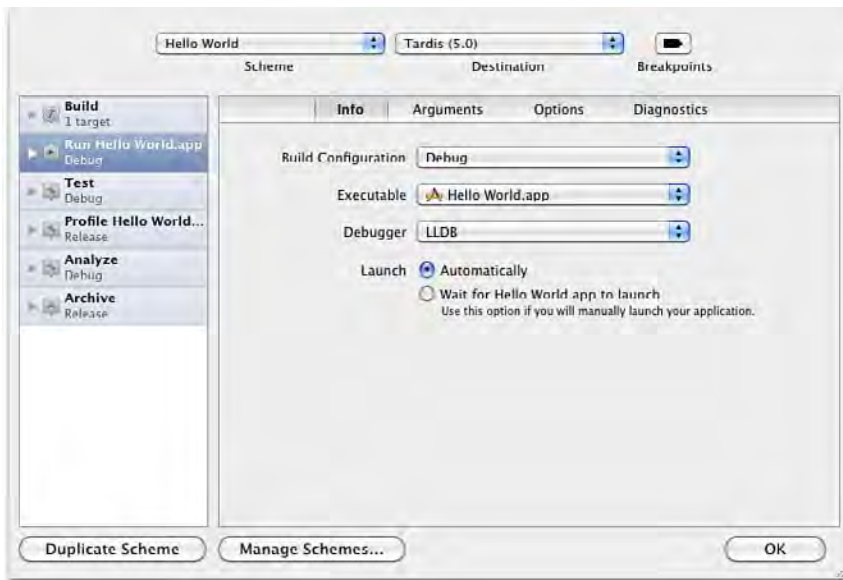 Hello World
Tardis (5.0)
Scheme
Destination
Breakpoints
Build
1 target
Run Hello World.app
Debug
Test
Debug
Profile Hello World...
Release
Analyze
Debug
Archive
Release
Info
Arguments
Options
Diagnostics
Build Configuration
Debug
Executable
Hello World.app
Debugger
LLDB
Launch
Automatically
Wait for Hello World app to launch
Use this option if you will manually launch your application.
Duplicate Scheme
Manage Schemes...
OK